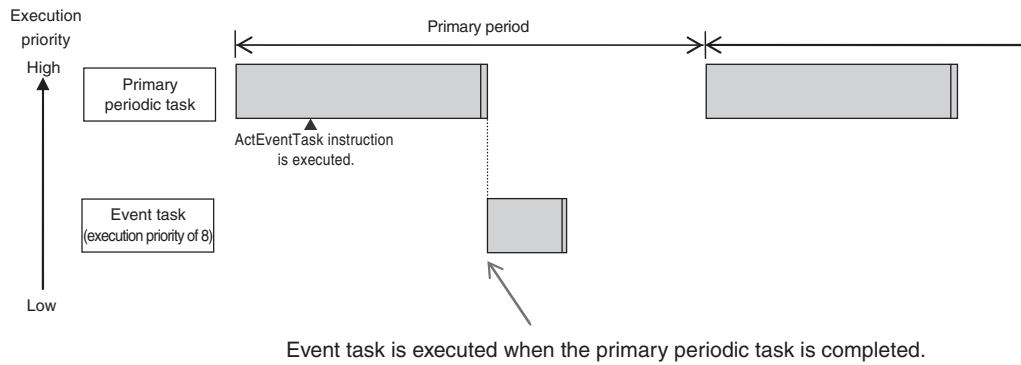 Execution
priority
High
Primary period
Primary
periodic task
ActEventTask instruction
is executed.
Event task
(execution priority of 8)
Low
Event task is executed when the primary periodic task is completed.